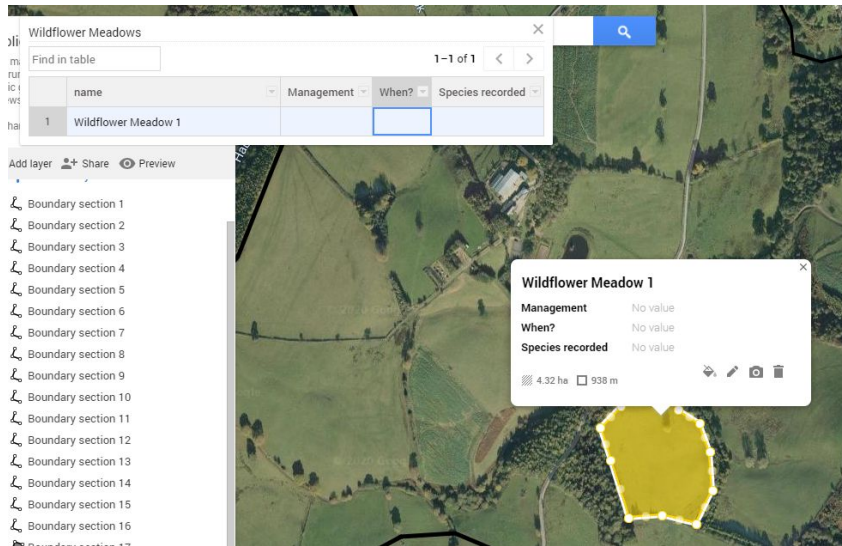 Wildflower Meadows
Find in table
1–1 of 1
name Management When? Species recorded
1 Wildflower Meadow 1
Add layer Share Preview
Boundary section 1
Boundary section 2
Boundary section 3
Boundary section 4
Boundary section 5
Boundary section 6
Boundary section 7
Boundary section 8
Boundary section 9
Boundary section 10
Boundary section 11
Boundary section 12
Boundary section 13
Boundary section 14
Boundary section 15
Boundary section 16
Wildflower Meadow 1
Management No value
When? No value
Species recorded No value
4.32 ha 938 m